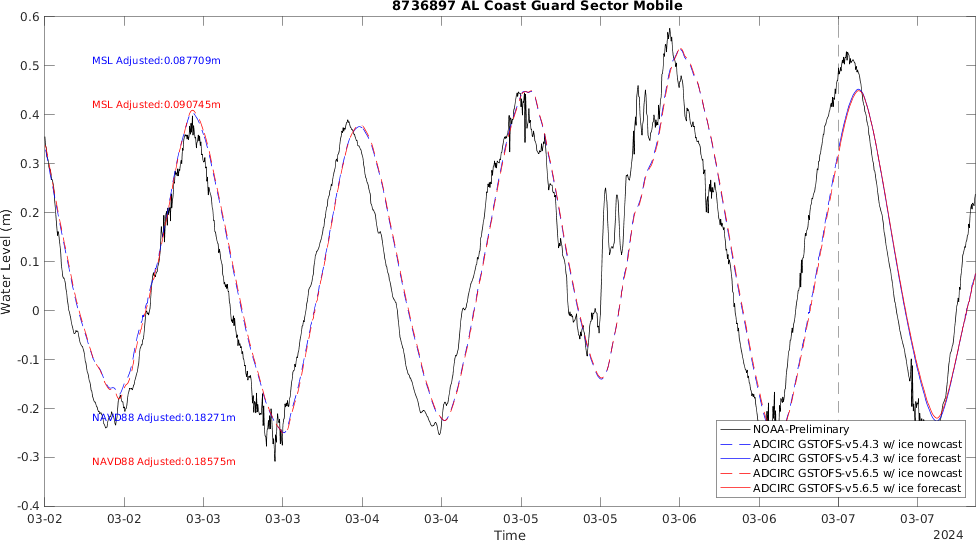 8736897 AL Coast Guard Sector Mobile
0.6
0.5
0.4
0.3
0.2
0.1
0
-0.1
-0.2
-0.3
-0.4
Water Level (m)
MSL Adjusted:0.087709m
MSL Adjusted:0.090745m
NAVD88 Adjusted:0.18271m
NAVD88 Adjusted:0.18575m
NOAA-Preliminary
ADCIRC GSTOFS-v5.4.3 w/ ice nowcast
ADCIRC GSTOFS-v5.4.3 w/ ice forecast
ADCIRC GSTOFS-v5.6.5 w/ ice nowcast
ADCIRC GSTOFS-v5.6.5 w/ ice forecast
03-02 03-02 03-03 03-03 03-04 03-04 03-05 03-05 03-06 03-06 03-07 03-07
Time
2024